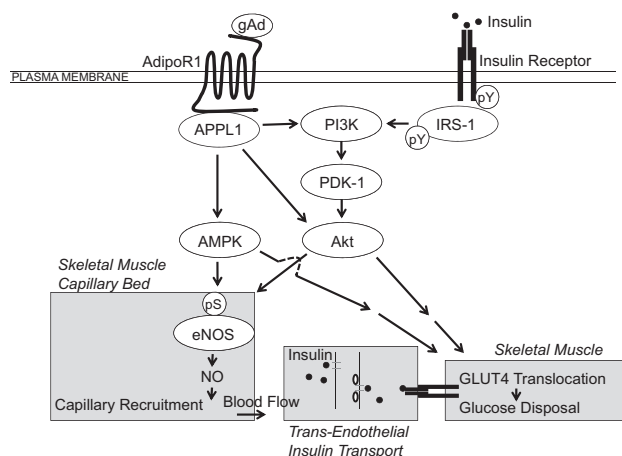 gAd
Insulin
AdipoR1
Insulin Receptor
PLASMA MEMBRANE
pY
APPL1
PI3K
IRS-1
pY
PDK-1
AMPK
Akt
Skeletal Muscle
Capillary Bed
pS
eNOS
NO
Capillary Recruitment
Blood Flow
Insulin
Trans-Endothelial
Insulin Transport
Skeletal Muscle
GLUT4 Translocation
Glucose Disposal